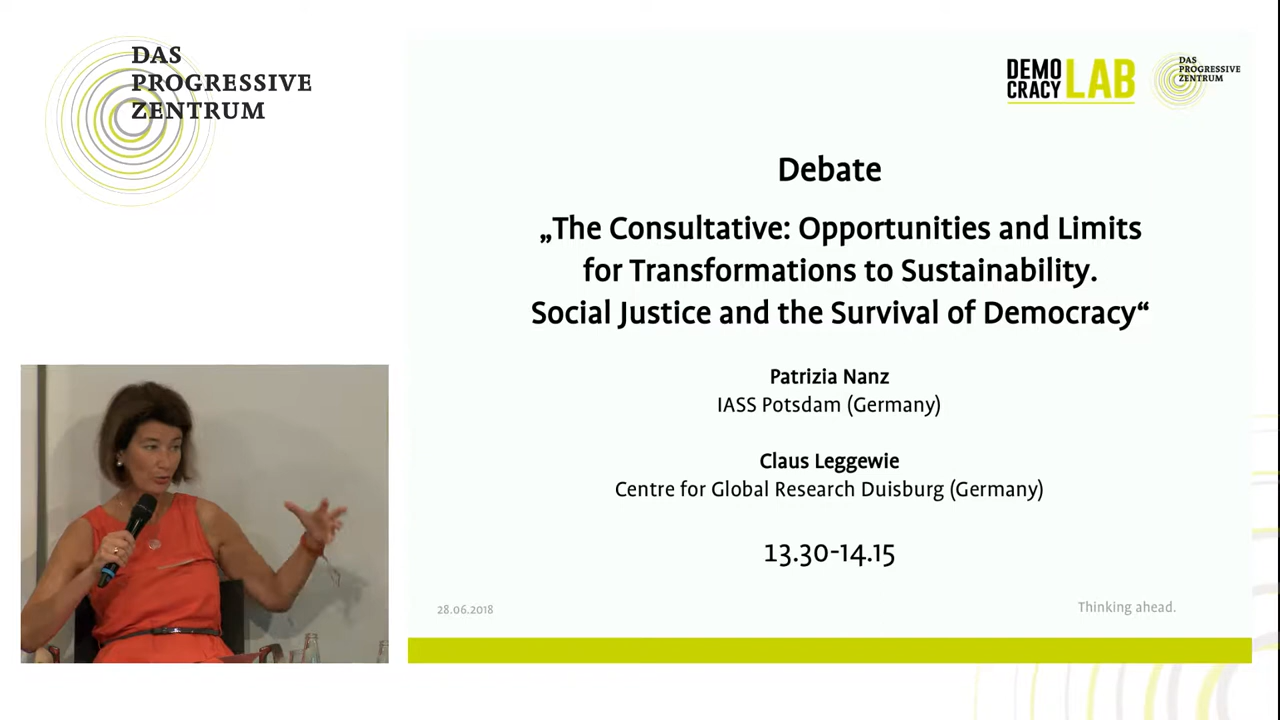 DAS
PROGRESSIVE
ZENTRUM
DEMO
CRACY LAB
DAS
PROGRESSIVE
ZENTRUM
Debate
„The Consultative: Opportunities and Limits
for Transformations to Sustainability.
Social Justice and the Survival of Democracy“
Patrizia Nanz
IASS Potsdam (Germany)
Claus Leggewie
Centre for Global Research Duisburg (Germany)
13.30-14.15
28.06.2018
Thinking ahead.